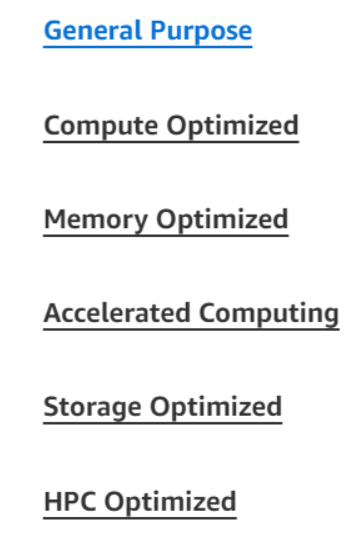 General Purpose
Compute Optimized
Memory Optimized
Accelerated Computing
Storage Optimized
HPC Optimized